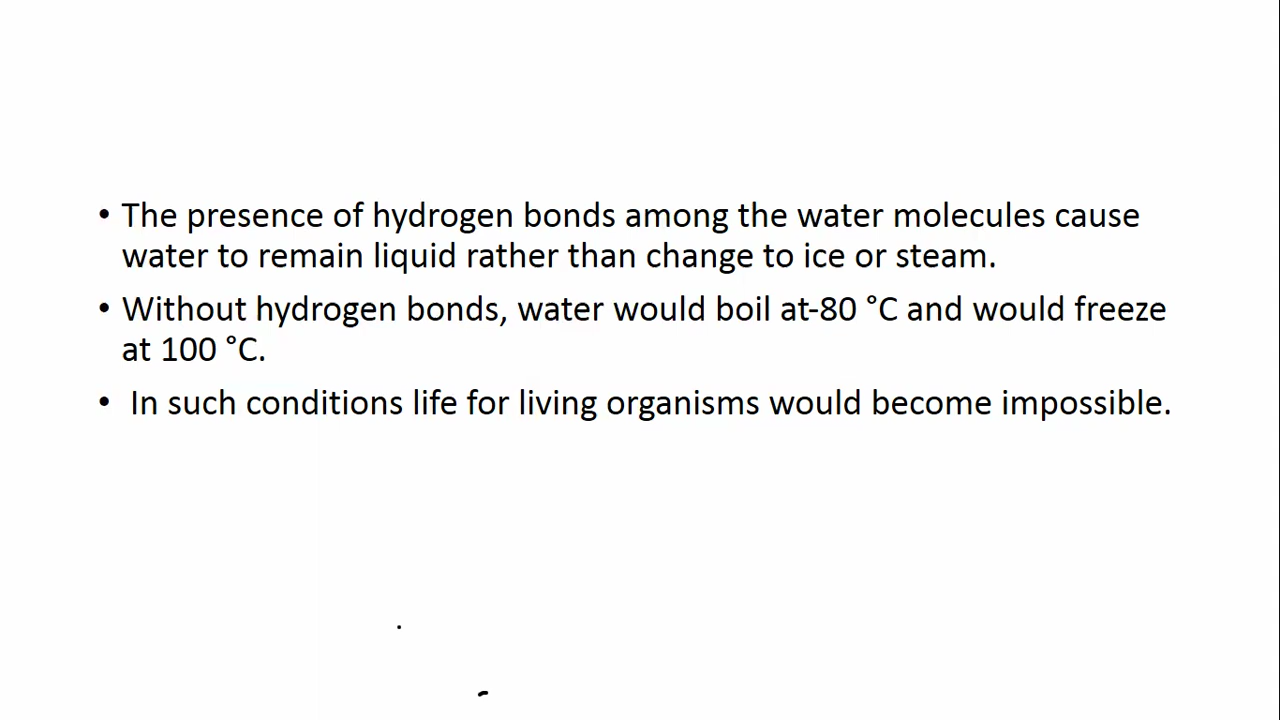 • The presence of hydrogen bonds among the water molecules cause
water to remain liquid rather than change to ice or steam.
• Without hydrogen bonds, water would boil at-80 °C and would freeze
at 100 °C.
• In such conditions life for living organisms would become impossible.